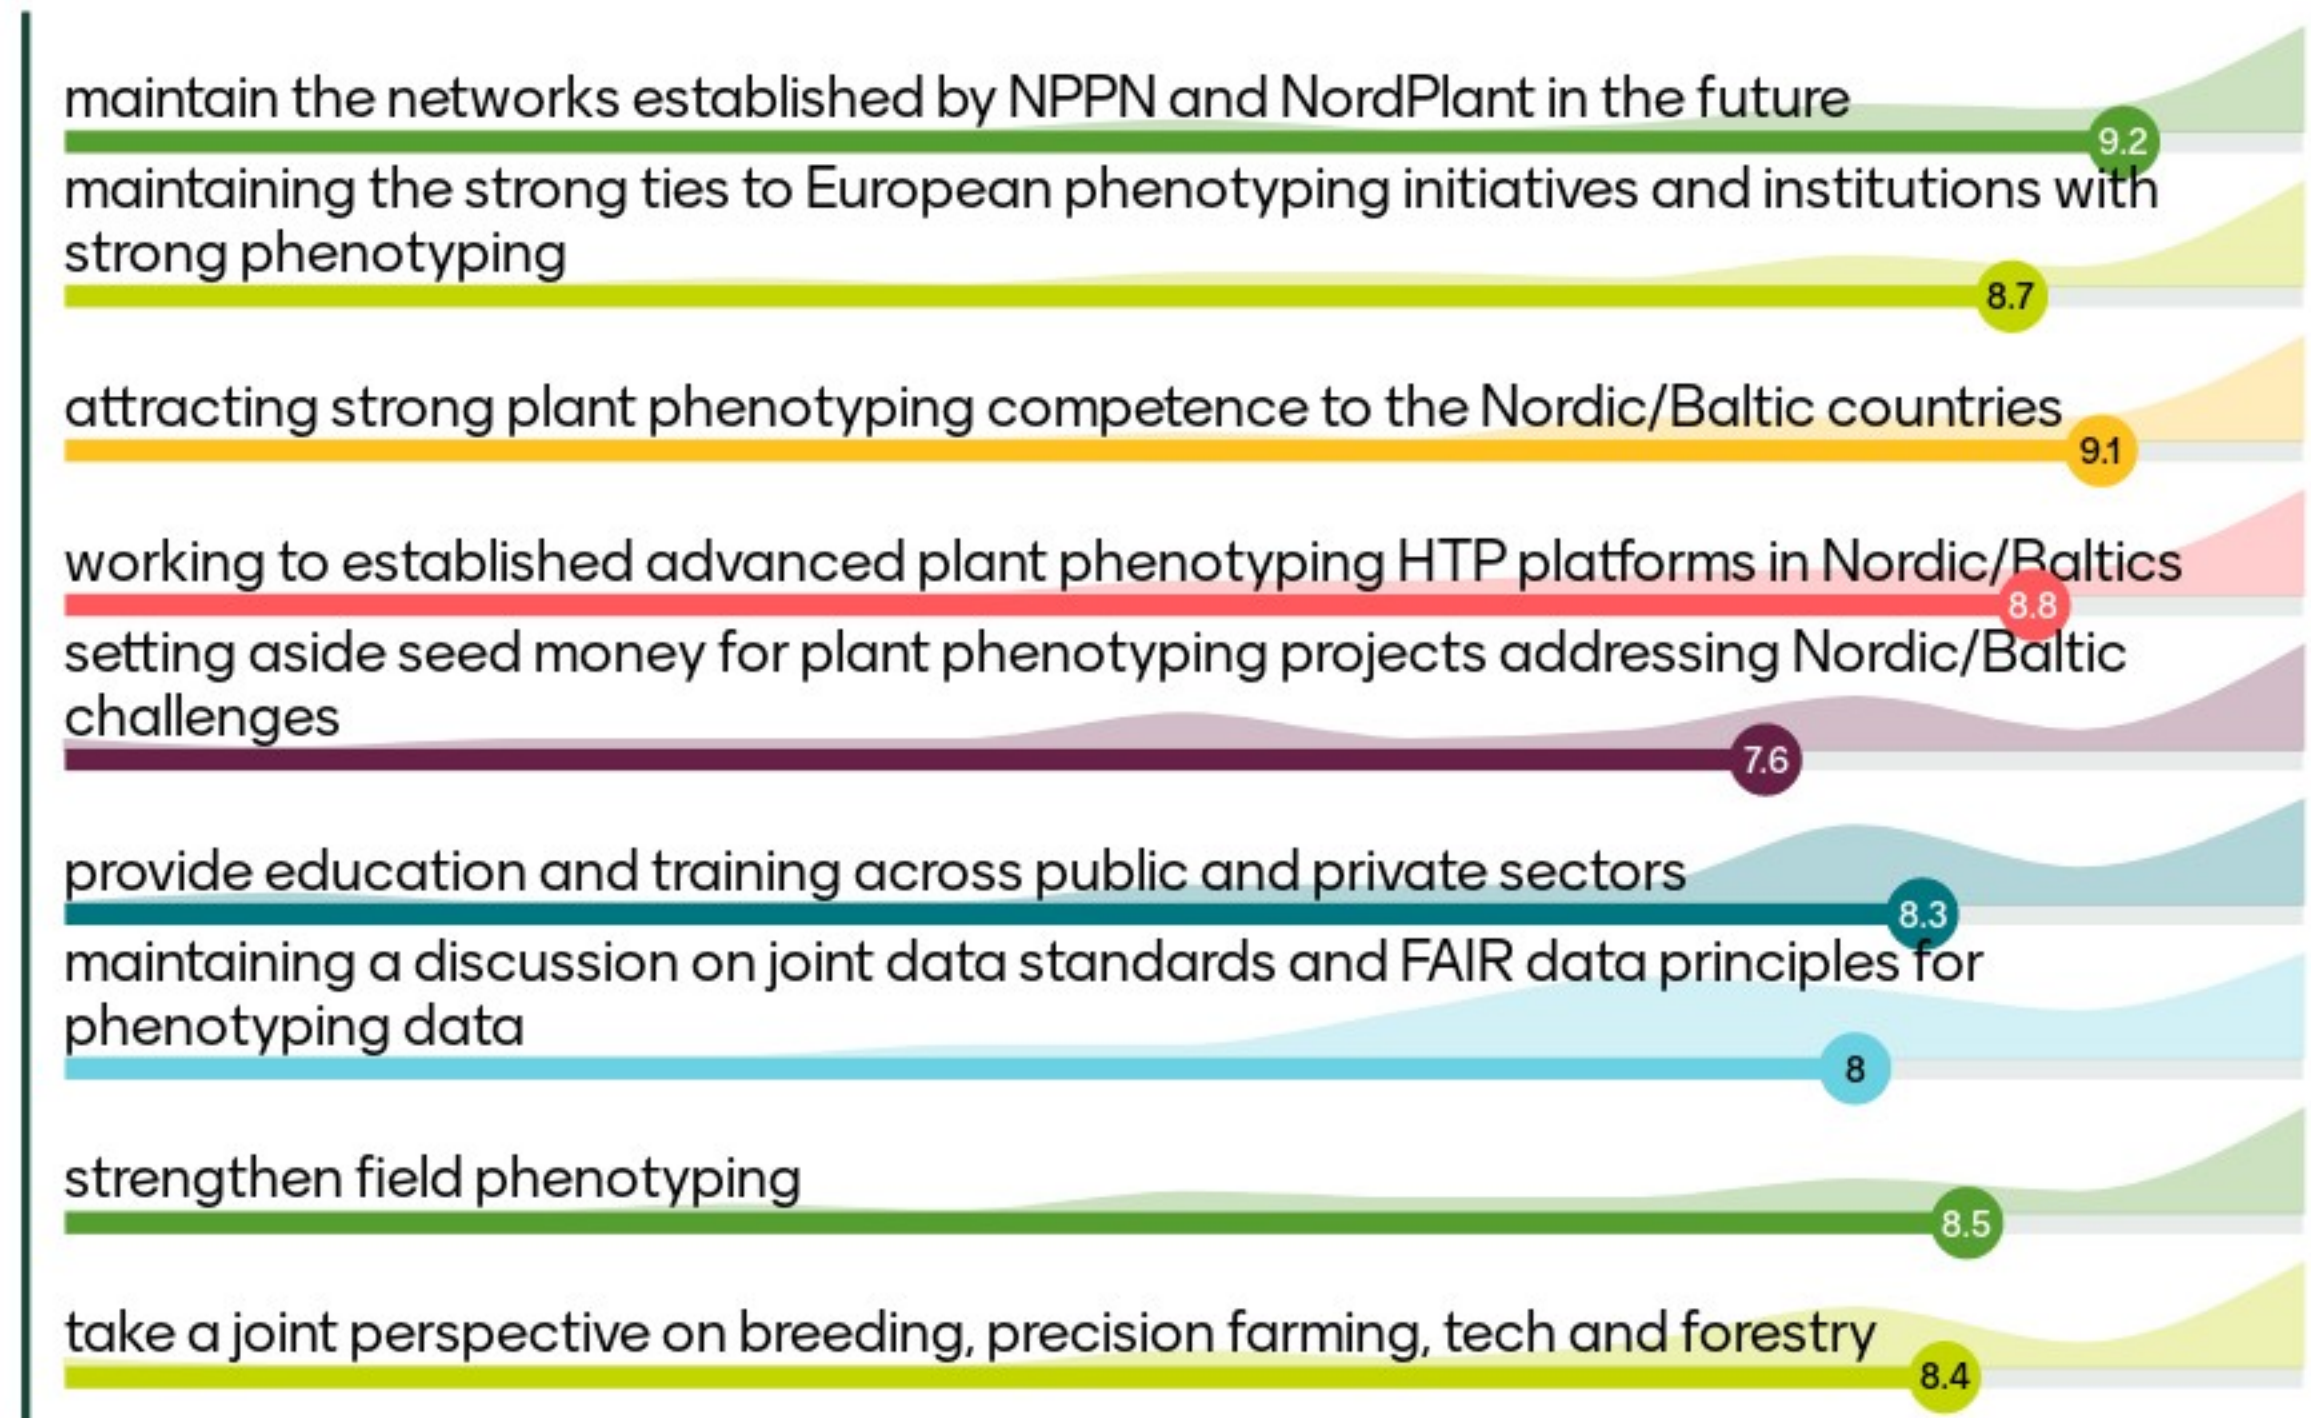 maintain the networks established by NPPN and NordPlant in the future
9.2
maintaining the strong ties to European phenotyping initiatives and institutions with
strong phenotyping
8.7
attracting strong plant phenotyping competence to the Nordic/Baltic countries
9.1
working to established advanced plant phenotyping HTP platforms in Nordic/Baltics
8.8
setting aside seed money for plant phenotyping projects addressing Nordic/Baltic
challenges
7.6
provide education and training across public and private sectors
8.3
maintaining a discussion on joint data standards and FAIR data principles for
phenotyping data
8
strengthen field phenotyping
8.5
take a joint perspective on breeding, precision farming, tech and forestry
8.4